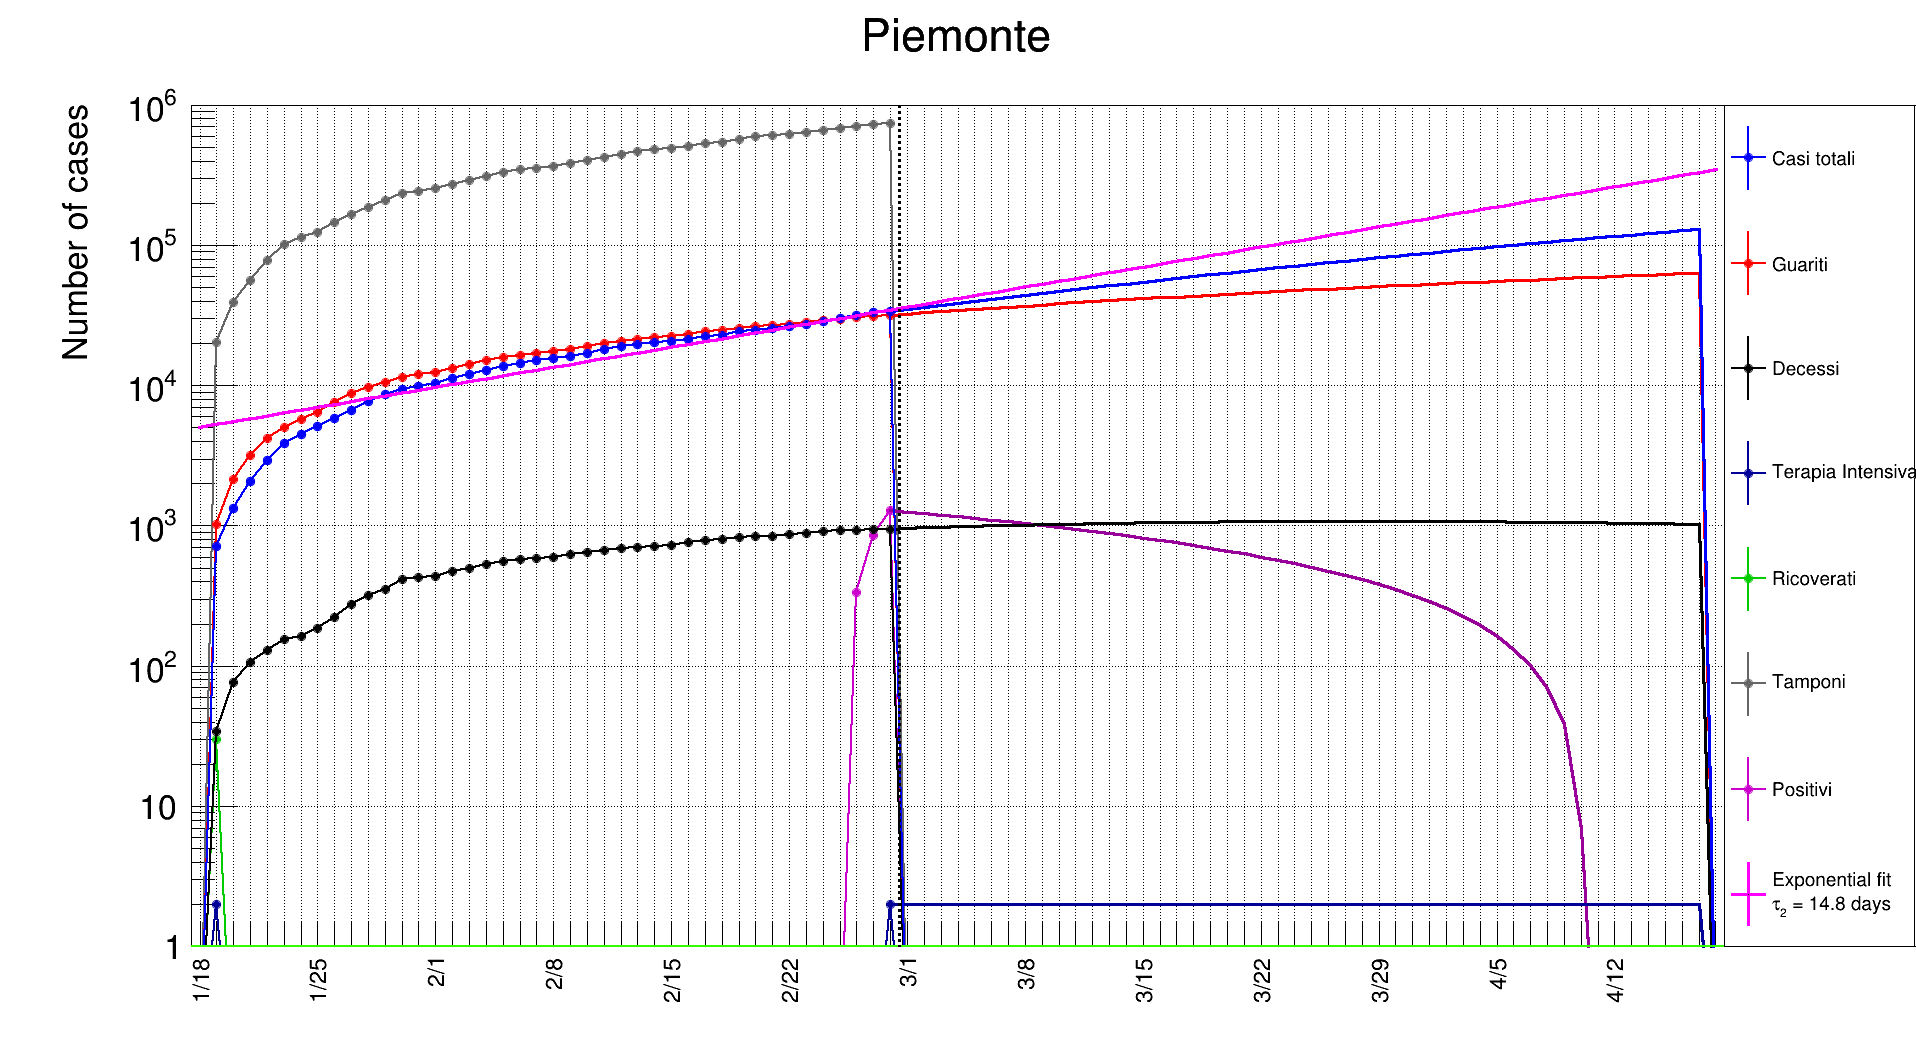 Piemonte
Number of cases
10^6
10^5
10^4
10^3
10^2
10
1
1/18
1/25
2/1
2/8
2/15
2/22
3/1
3/8
3/15
3/22
3/29
4/5
4/12
Casi totali
Guariti
Decessi
Terapia Intensiva
Ricoverati
Tamponi
Positivi
Exponential fit
τ_2 = 14.8 days